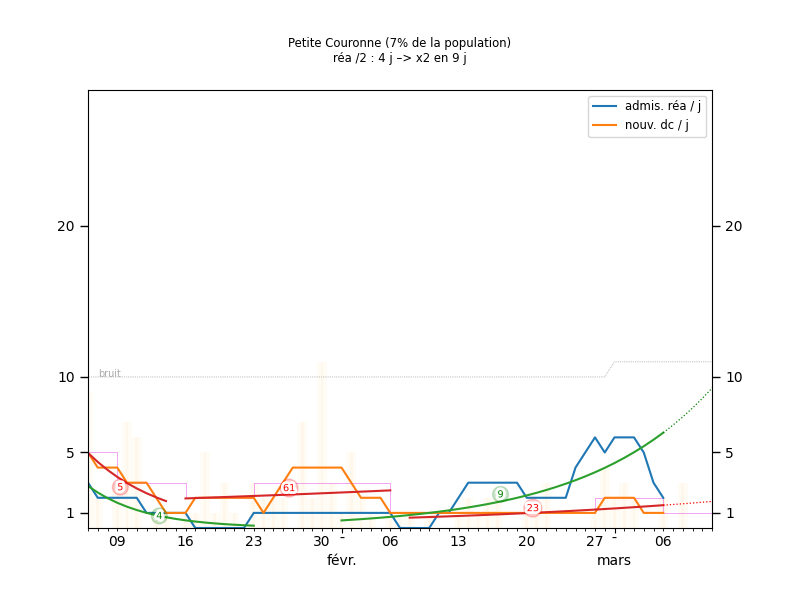 Petite Couronne (7% de la population)
réa /2 : 4 j –> x2 en 9 j
admis. réa / j
nouv. dc / j
20 20
bruit
10 10
5 5
5 61 9
4 23
1 1
09 16 23 30 - 06 13 20 27 - 06
févr. mars